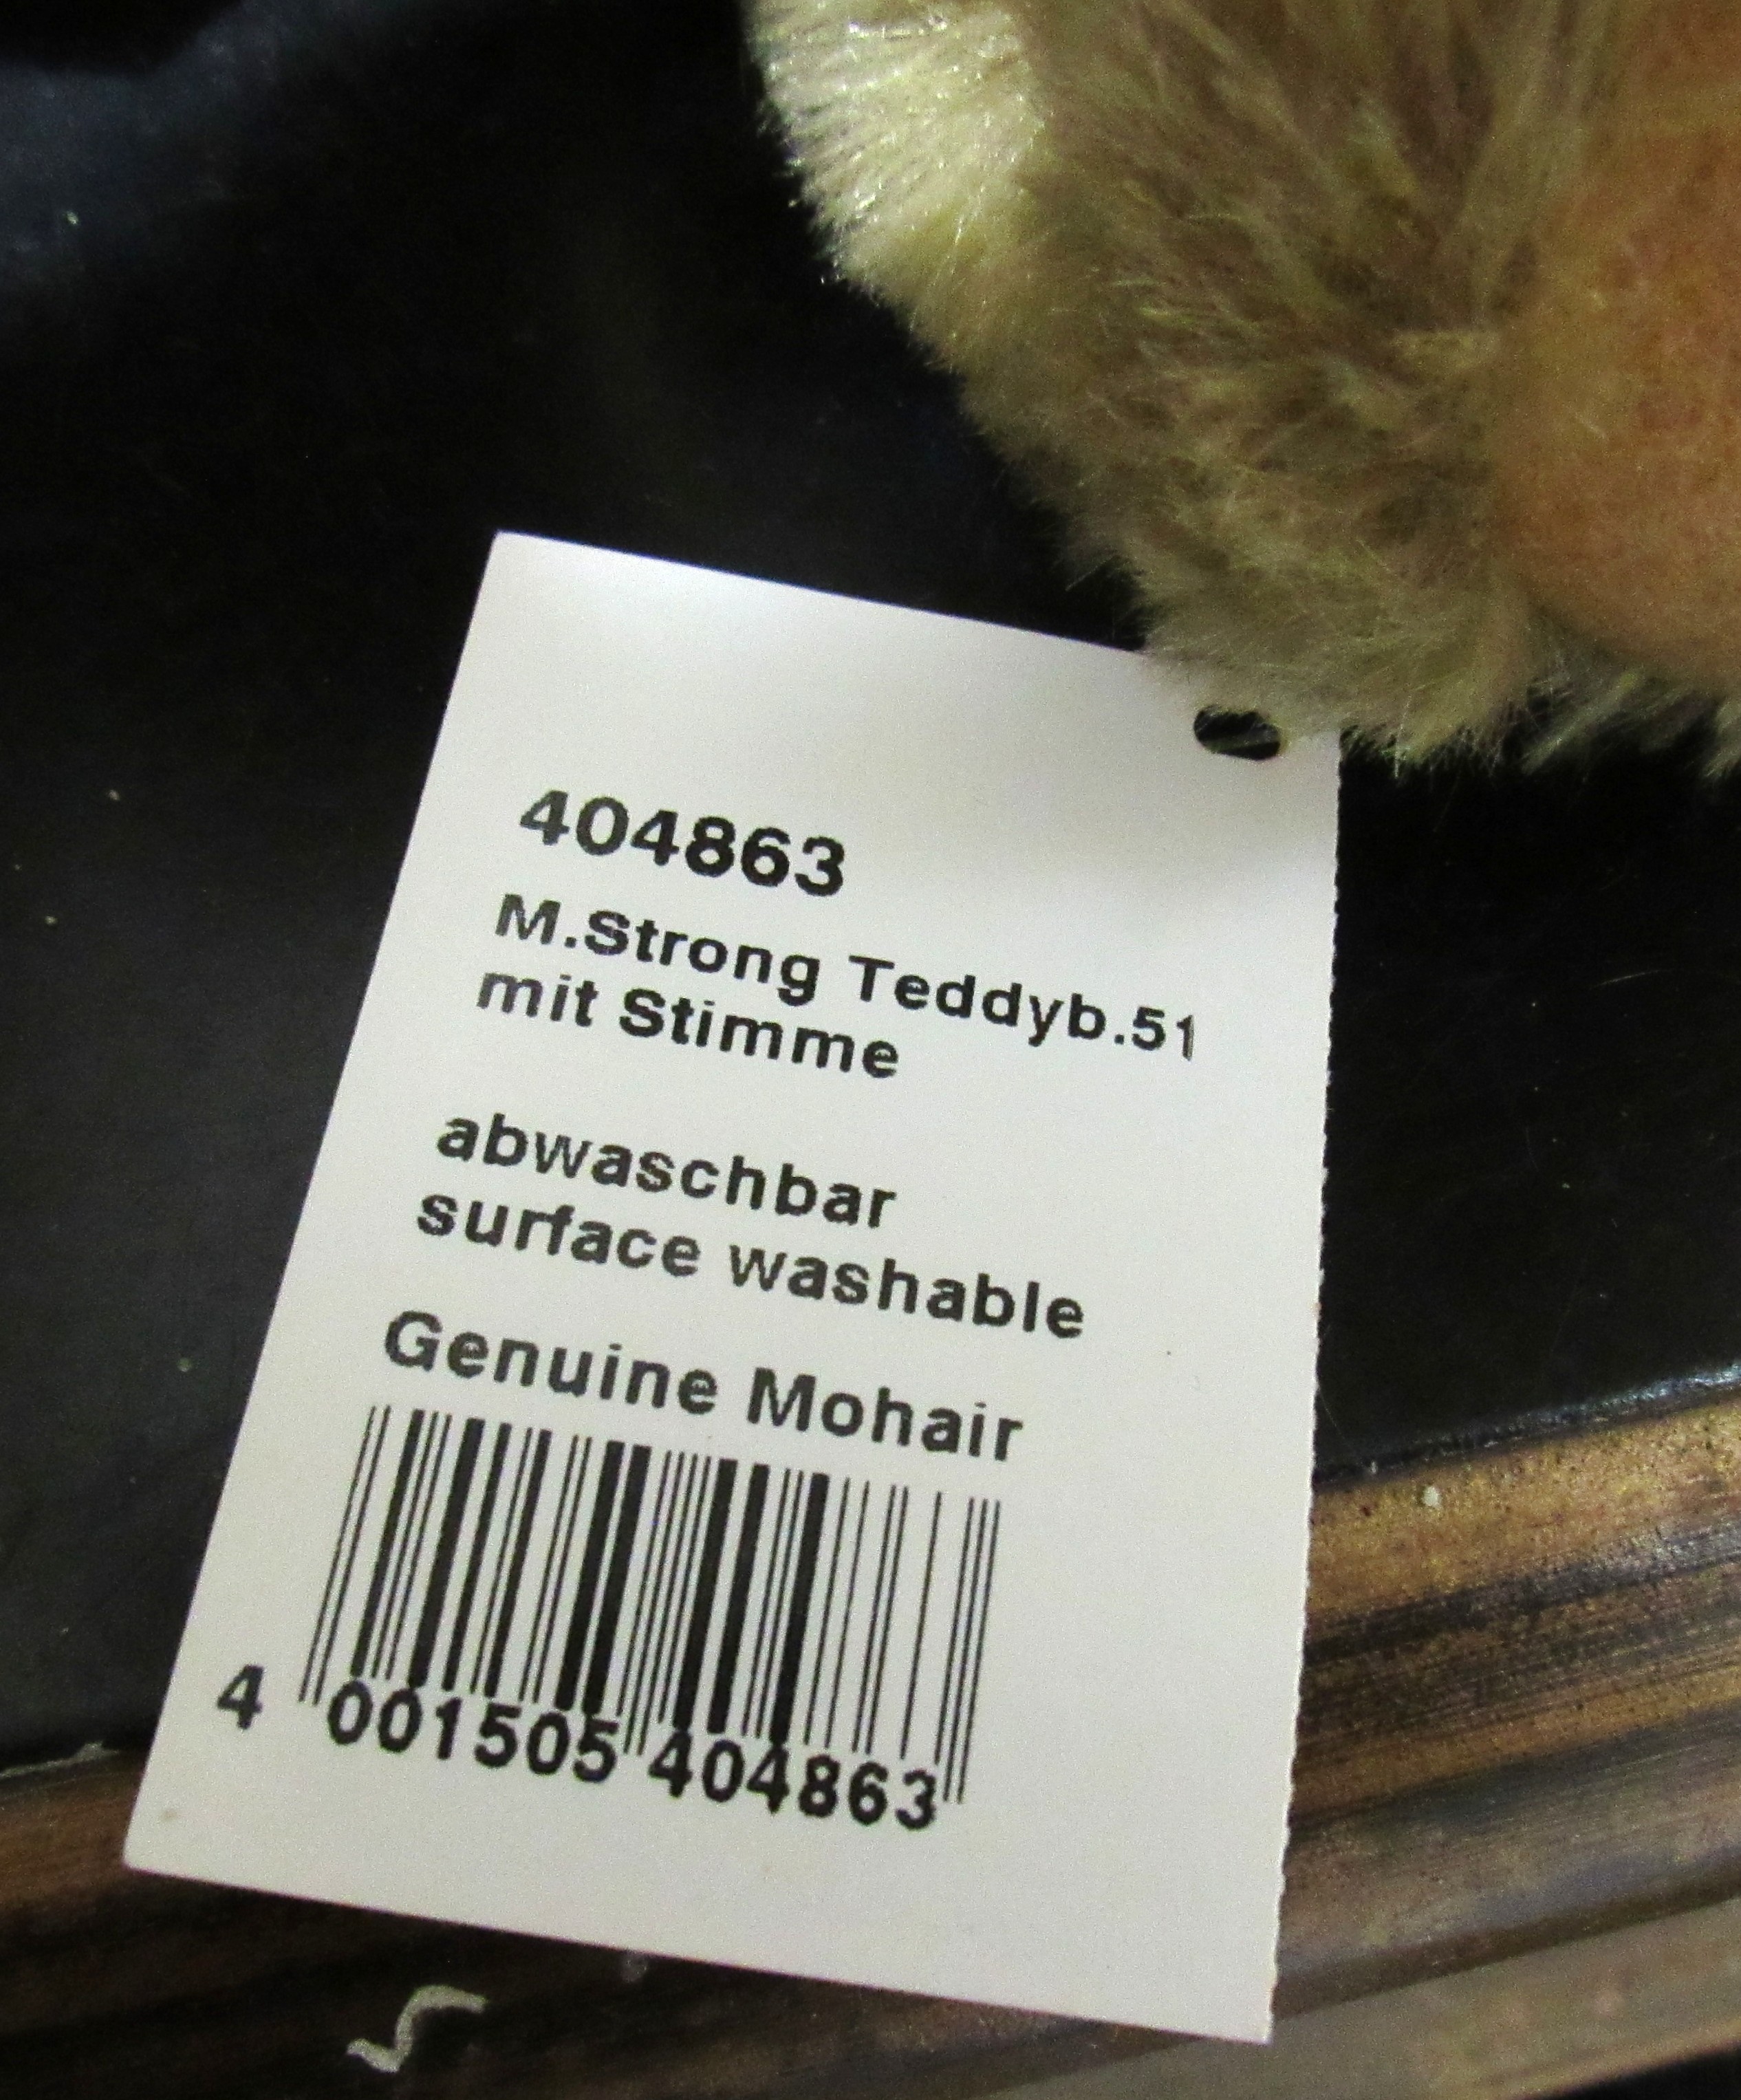 404863
M.Strong Teddyb.51
mit Stimme
abwaschbar
surface washable
Genuine Mohair
4 001505 404863